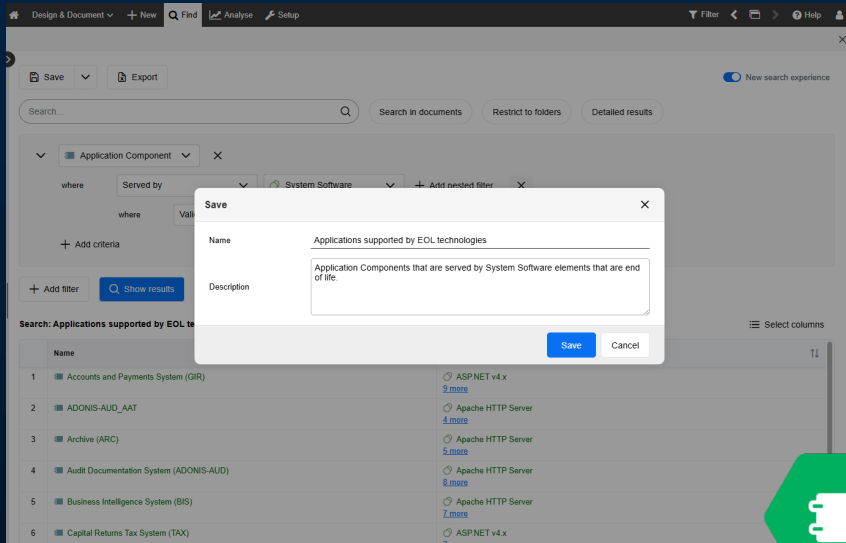 Design & Document
New
Find
Analyse
Setup
Filter
Help
Save
Export
New search experience
Search...
Search in documents
Restrict to folders
Detailed results
Application Component
where
Served by
System Software
Add nested filter
where
Add criteria
Save
Name
Applications supported by EOL technologies
Description
Application Components that are served by System Software elements that are end
of life.
Save
Cancel
Add filter
Show results
Search: Applications supported by EOL
Select columns
Name
1 Accounts and Payments System (GIR)
ASP.NET v4.x
9 more
2 ADONIS-AUD_AAT
Apache HTTP Server
4 more
3 Archive (ARC)
Apache HTTP Server
5 more
4 Audit Documentation System (ADONIS-AUD)
Apache HTTP Server
8 more
5 Business Intelligence System (BIS)
Apache HTTP Server
7 more
6 Capital Returns Tax System (TAX)
ASP.NET v4.x